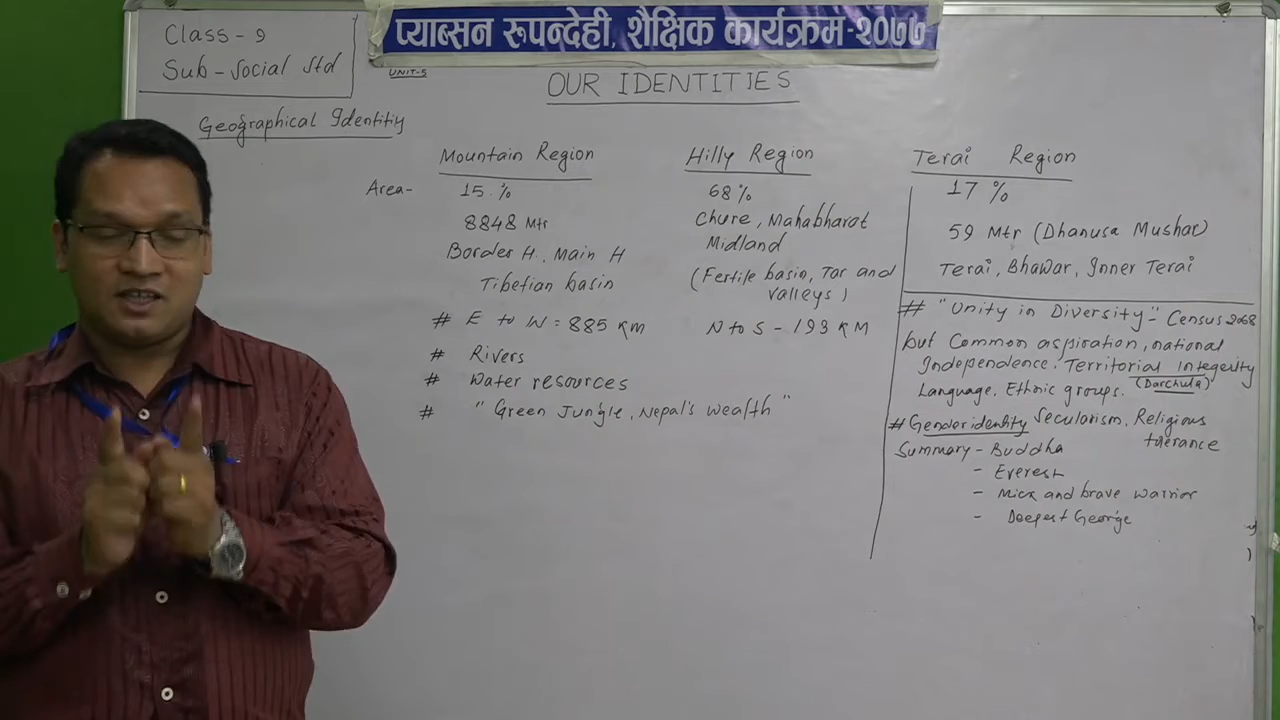 प्याब्सन रुपन्देही, शैक्षिक कार्यक्रम-२०७७
Class - 9
Sub - Social Std
UNIT-5
OUR IDENTITIES
Geographical Identitiy
Mountain Region
Hilly Region
Terai Region
Area-
15 %
68%
17 %
8848 Mtr
Chure, Mahabharat
Midland
59 Mtr (Dhanusa Mushar)
Border H., Main H
Tibetian basin
(Fertile basin, Tar and
valleys)
Terai, Bhawar, Inner Terai
# E to W = 885 KM
N to S - 193 KM
# Rivers
# Water resources
# "Green Jungle, Nepal's Wealth"
# "Unity in Diversity" - Census 2068
but Common aspiration, national
Independence. Territorial Integerity
Language, Ethnic groups. (Darchula)
# Gender identity Secularism, Religious
tolerance
Summary - Buddha
- Everest
- Mick and brave Warrior
- Deepest George